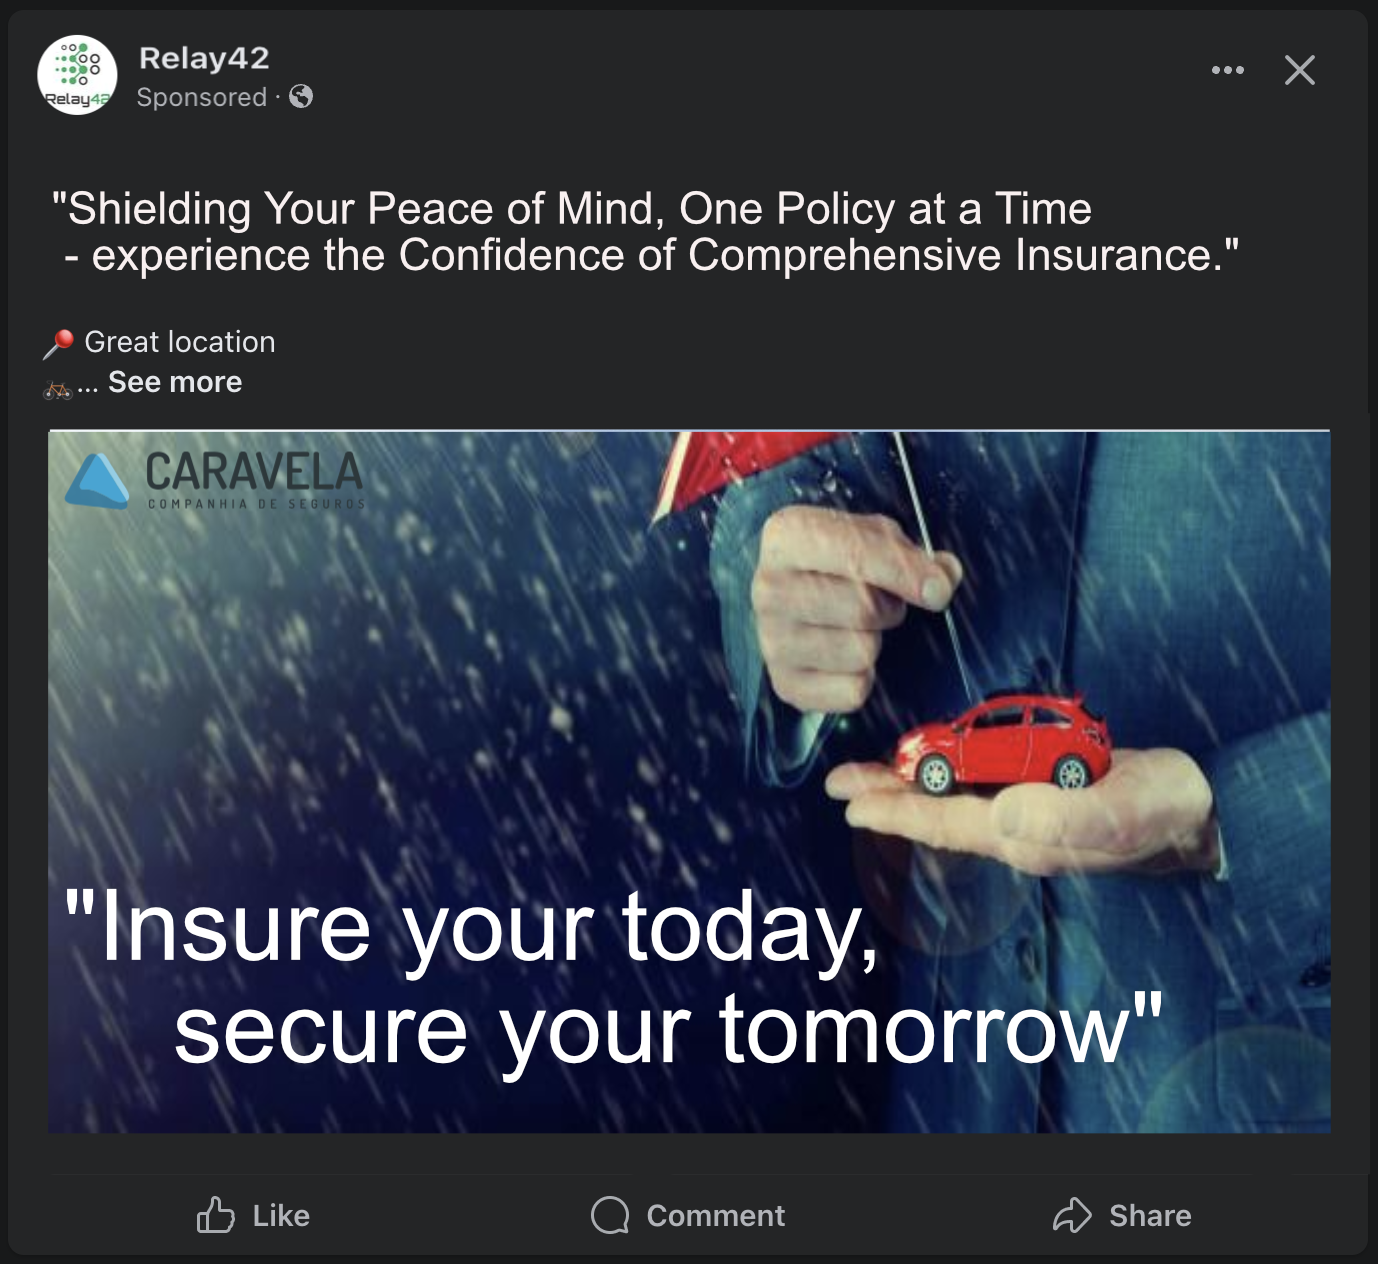 Relay42
Relay42
Sponsored ·
"Shielding Your Peace of Mind, One Policy at a Time
- experience the Confidence of Comprehensive Insurance."
📍 Great location
🚲... See more
CARAVELA
COMPANHIA DE SEGUROS
"Insure your today,
secure your tomorrow"
Like
Comment
Share